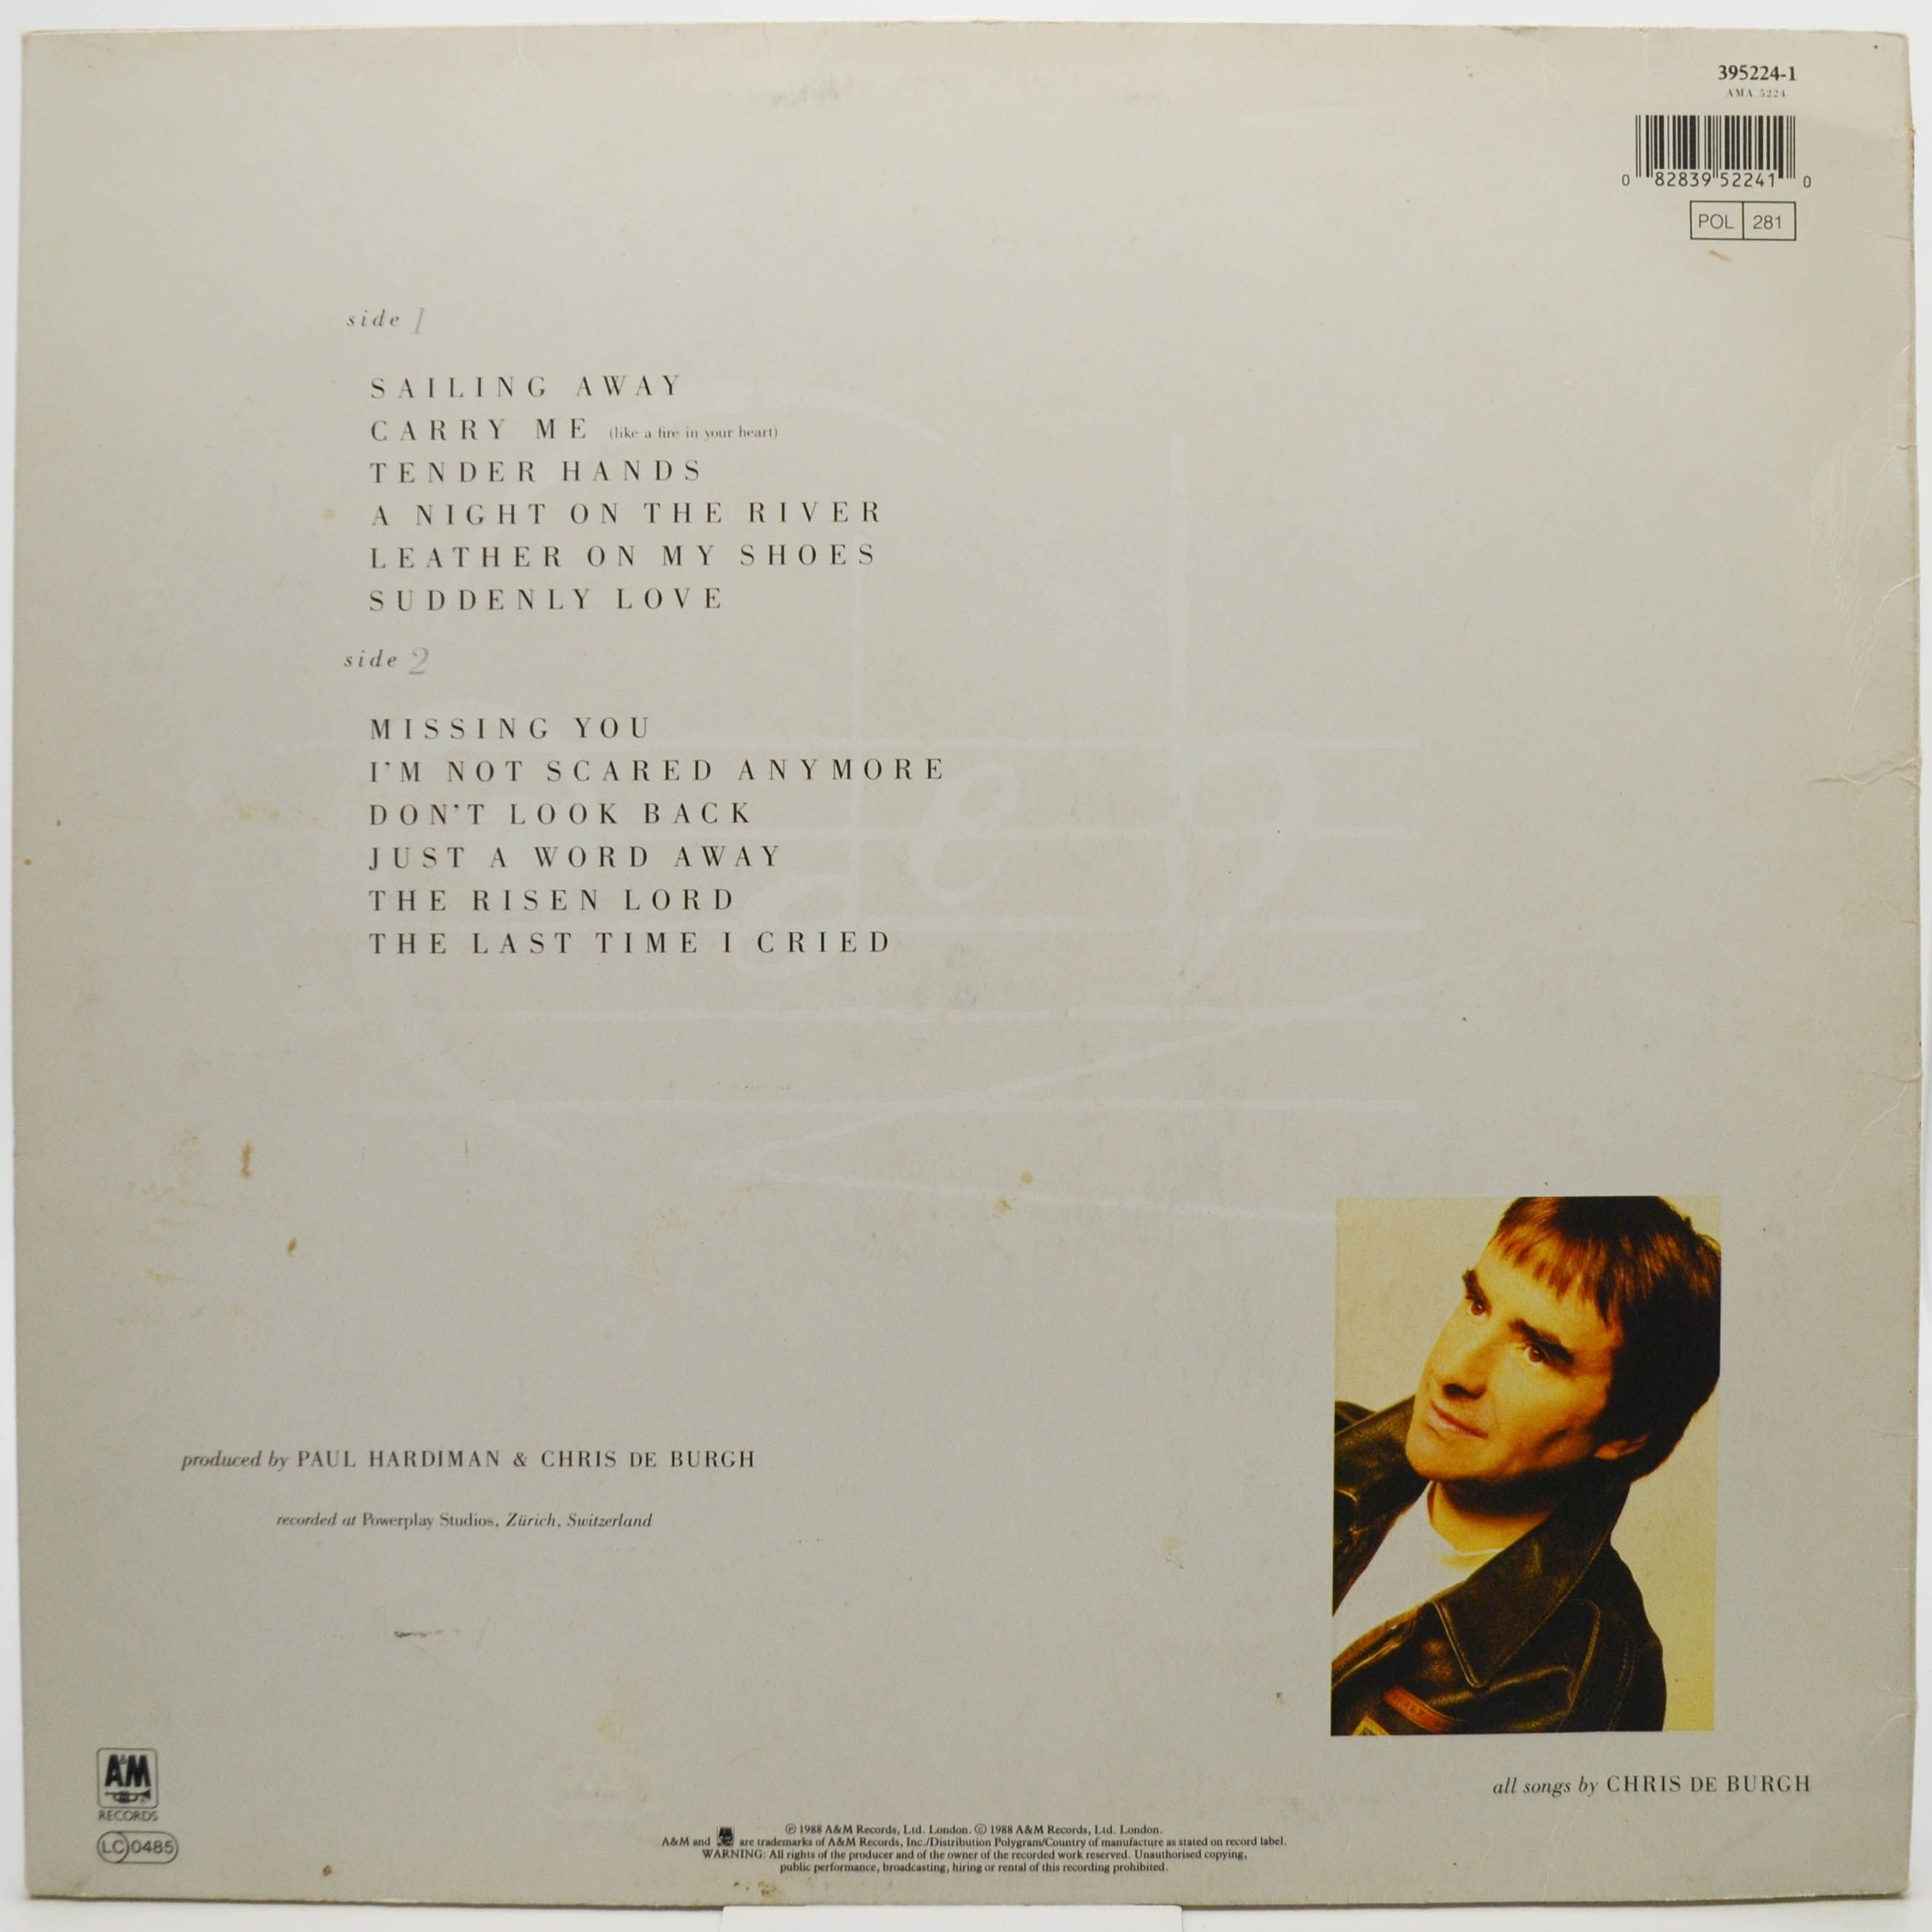 395224-1
AMA 5224
0 82839 52241 0
POL 281
side 1
SAILING AWAY
CARRY ME (like a fire in your heart)
TENDER HANDS
A NIGHT ON THE RIVER
LEATHER ON MY SHOES
SUDDENLY LOVE
side 2
MISSING YOU
I'M NOT SCARED ANYMORE
DON'T LOOK BACK
JUST A WORD AWAY
THE RISEN LORD
THE LAST TIME I CRIED
produced by PAUL HARDIMAN & CHRIS DE BURGH
recorded at Powerplay Studios, Zürich, Switzerland
all songs by CHRIS DE BURGH
A&M
RECORDS
LC 0485
℗ 1988 A&M Records, Ltd. London. © 1988 A&M Records, Ltd. London.
A&M and are trademarks of A&M Records, Inc./Distribution Polygram/Country of manufacture as stated on record label.
WARNING: All rights of the producer and of the owner of the recorded work reserved. Unauthorised copying,
public performance, broadcasting, hiring or rental of this recording prohibited.